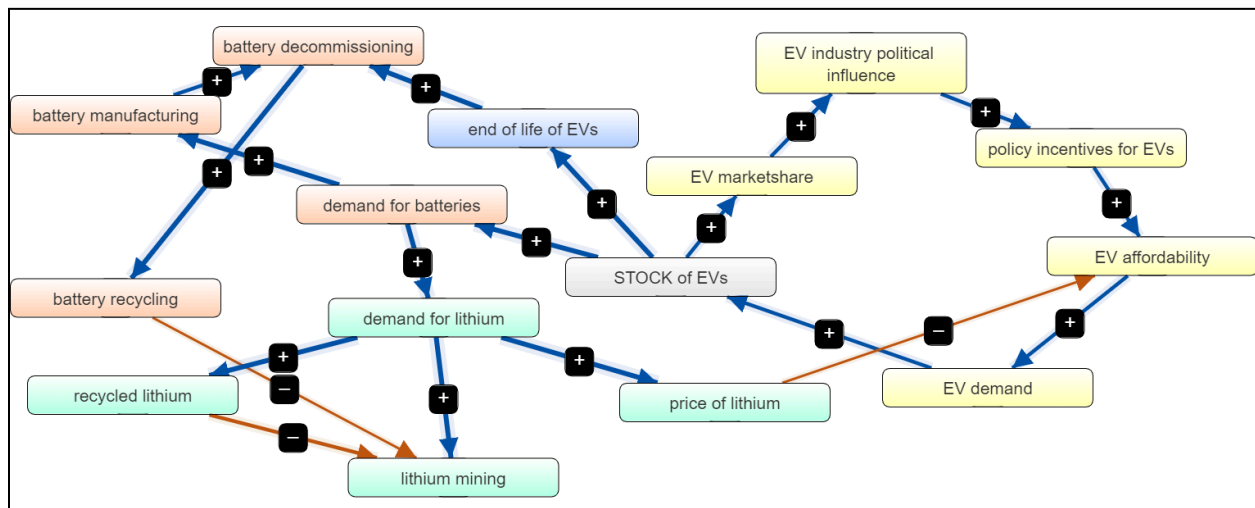 battery decommissioning
EV industry political
influence
+
+
+
battery manufacturing
end of life of EVs
+
policy incentives for EVs
+
+
+
EV marketshare
demand for batteries
+
+
+
+
+
EV affordability
STOCK of EVs
battery recycling
demand for lithium
+
+
−
+
+
+
recycled lithium
−
+
price of lithium
EV demand
−
lithium mining